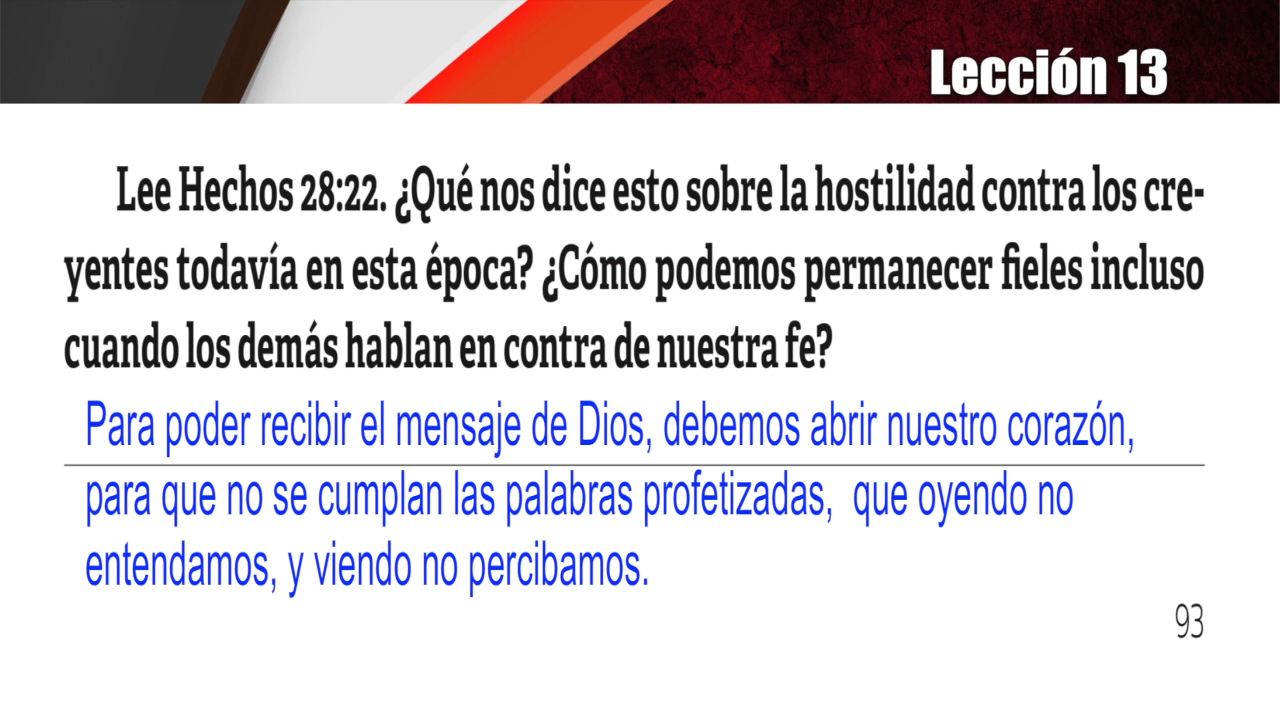 Lección 13
Lee Hechos 28:22. ¿Qué nos dice esto sobre la hostilidad contra los cre-
yentes todavía en esta época? ¿Cómo podemos permanecer fieles incluso
cuando los demás hablan en contra de nuestra fe?
Para poder recibir el mensaje de Dios, debemos abrir nuestro corazón,
para que no se cumplan las palabras profetizadas,  que oyendo no
entendamos, y viendo no percibamos.
93